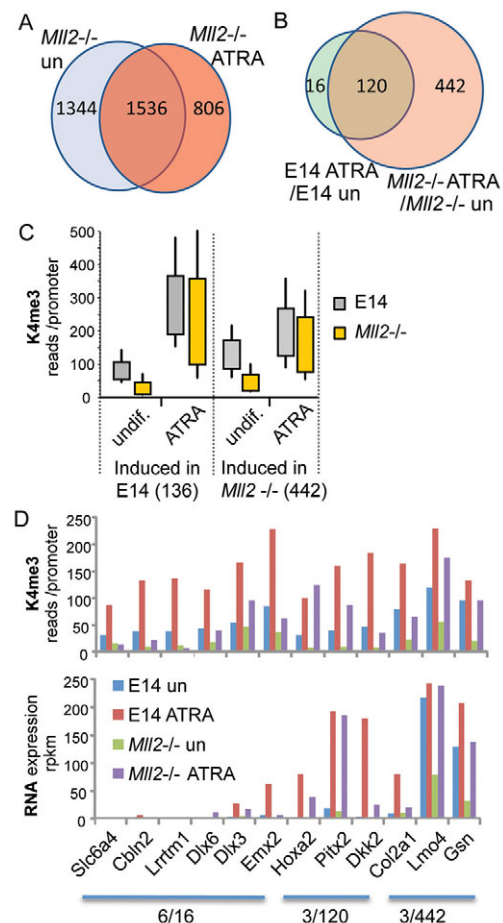 A
Mll2-/-
un
Mll2-/-
ATRA
1344
1536
806
B
16
120
442
E14 ATRA
/E14 un
Mll2-/- ATRA
/Mll2-/- un
C
K4me3
reads /promoter
500
400
300
200
100
0
E14
Mll2-/-
undif.
ATRA
undif.
ATRA
Induced in
E14 (136)
Induced in
Mll2 -/- (442)
D
K4me3
reads/promoter
250
200
150
100
50
0
RNA expression
rpkm
250
200
150
100
50
0
E14 un
E14 ATRA
Mll2-/- un
Mll2-/- ATRA
Slc6a4
Cbln2
Lrrtm1
Dlx6
Dlx3
Emx2
Hoxa2
Pitx2
Dkk2
Col2a1
Lmo4
Gsn
6/16
3/120
3/442